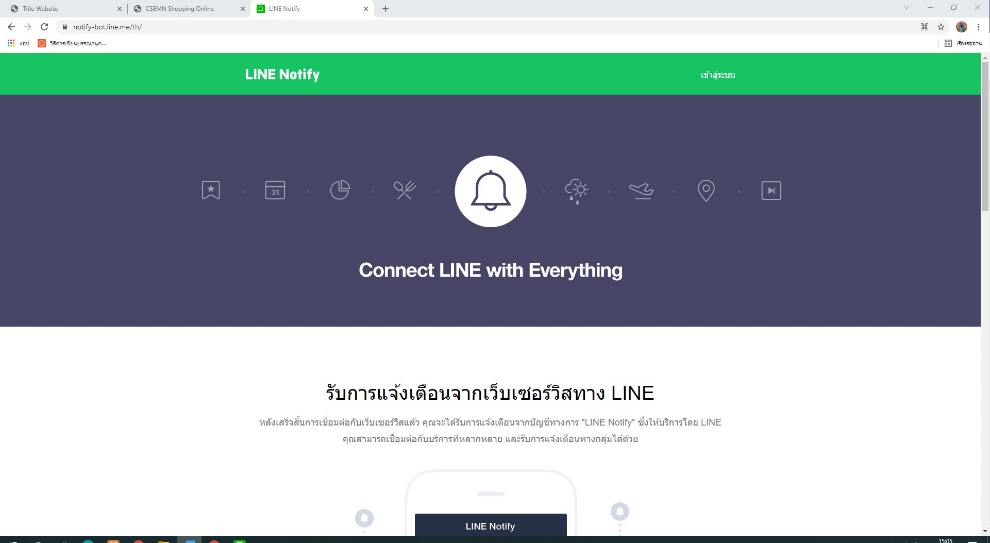 Title Website
CSEMN Shopping Online
LINE Notify
notify-bot.line.me/th/
แอป
LINE Notify
เข้าสู่ระบบ
31
Connect LINE with Everything
รับการแจ้งเตือนจากเว็บเซอร์วิสทาง LINE
หลังเสร็จสิ้นการเชื่อมต่อกับเว็บเซอร์วิสแล้ว คุณจะได้รับการแจ้งเตือนจากบัญชีทางการ "LINE Notify" ซึ่งให้บริการโดย LINE
คุณสามารถเชื่อมต่อกับบริการที่หลากหลาย และรับการแจ้งเตือนทางกลุ่มได้ด้วย
LINE Notify